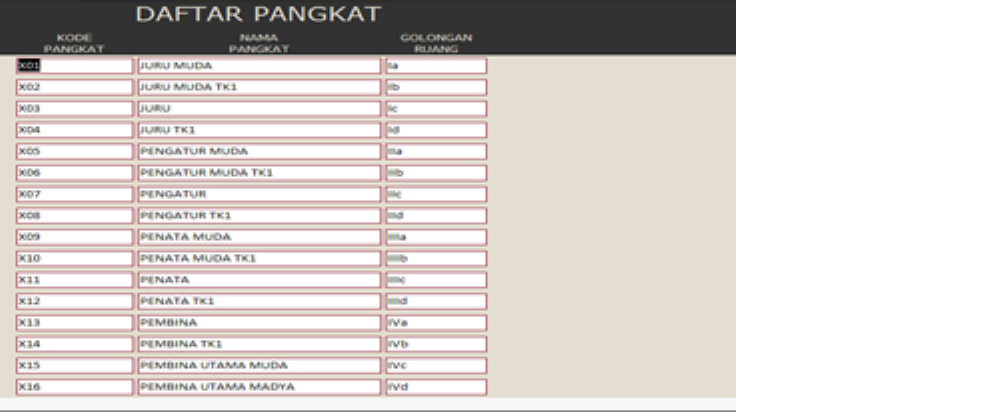 DAFTAR PANGKAT
KODE PANGKAT NAMA PANGKAT GOLONGAN RUANG
X01 JURU MUDA Ia
X02 JURU MUDA TK1 Ib
X03 JURU Ic
X04 JURU TK1 Id
X05 PENGATUR MUDA IIa
X06 PENGATUR MUDA TK1 IIb
X07 PENGATUR IIc
X08 PENGATUR TK1 IId
X09 PENATA MUDA IIIa
X10 PENATA MUDA TK1 IIIb
X11 PENATA IIIc
X12 PENATA TK1 IIId
X13 PEMBINA IVa
X14 PEMBINA TK1 IVb
X15 PEMBINA UTAMA MUDA IVc
X16 PEMBINA UTAMA MADYA IVd